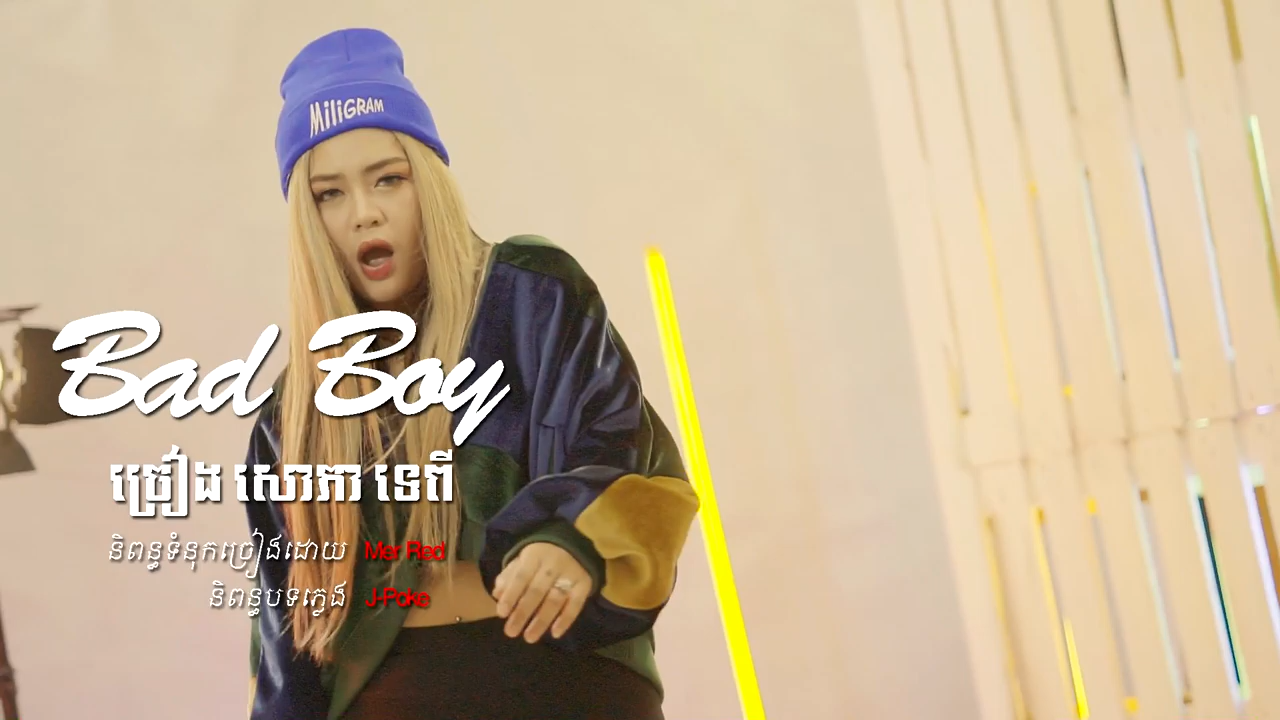 MiliGRAM
Bad Boy
ច្រៀង សោភា ទេពី
និពន្ធទំនុកច្រៀងដោយ Mer Red
និពន្ធបទភ្លេង J-Poke